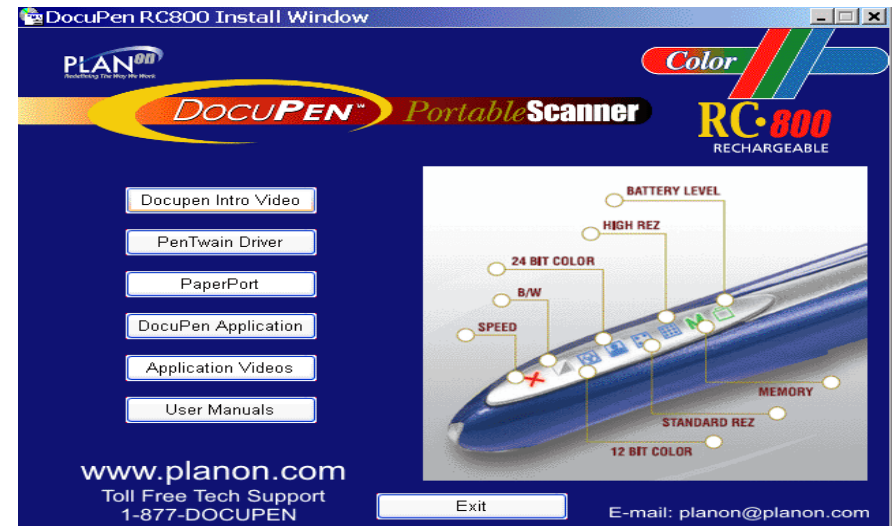 DocuPen RC800 Install Window
PLANon
Redefining The Way We Work
Color
DOCUPEN™ PortableScanner
RC·800
RECHARGEABLE
Docupen Intro Video
PenTwain Driver
PaperPort
DocuPen Application
Application Videos
User Manuals
BATTERY LEVEL
HIGH REZ
24 BIT COLOR
B/W
SPEED
MEMORY
STANDARD REZ
12 BIT COLOR
www.planon.com
Toll Free Tech Support
1-877-DOCUPEN
Exit
E-mail: planon@planon.com